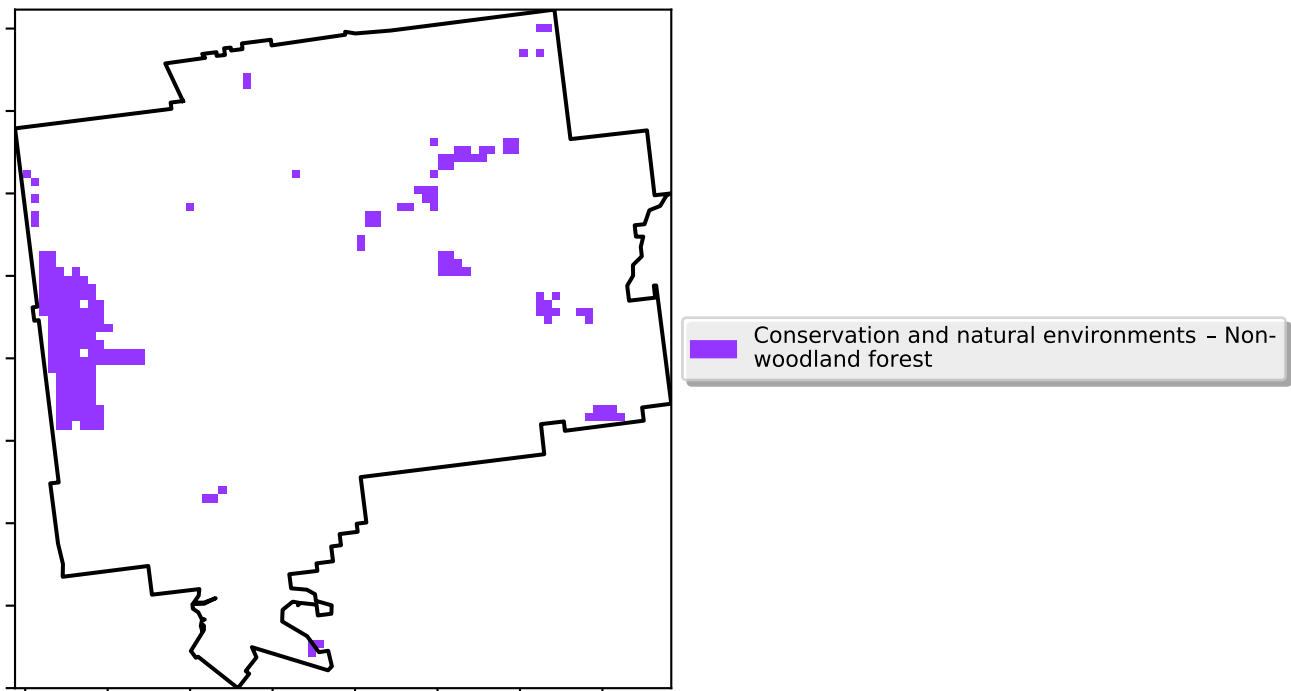 Conservation and natural environments – Non-
woodland forest